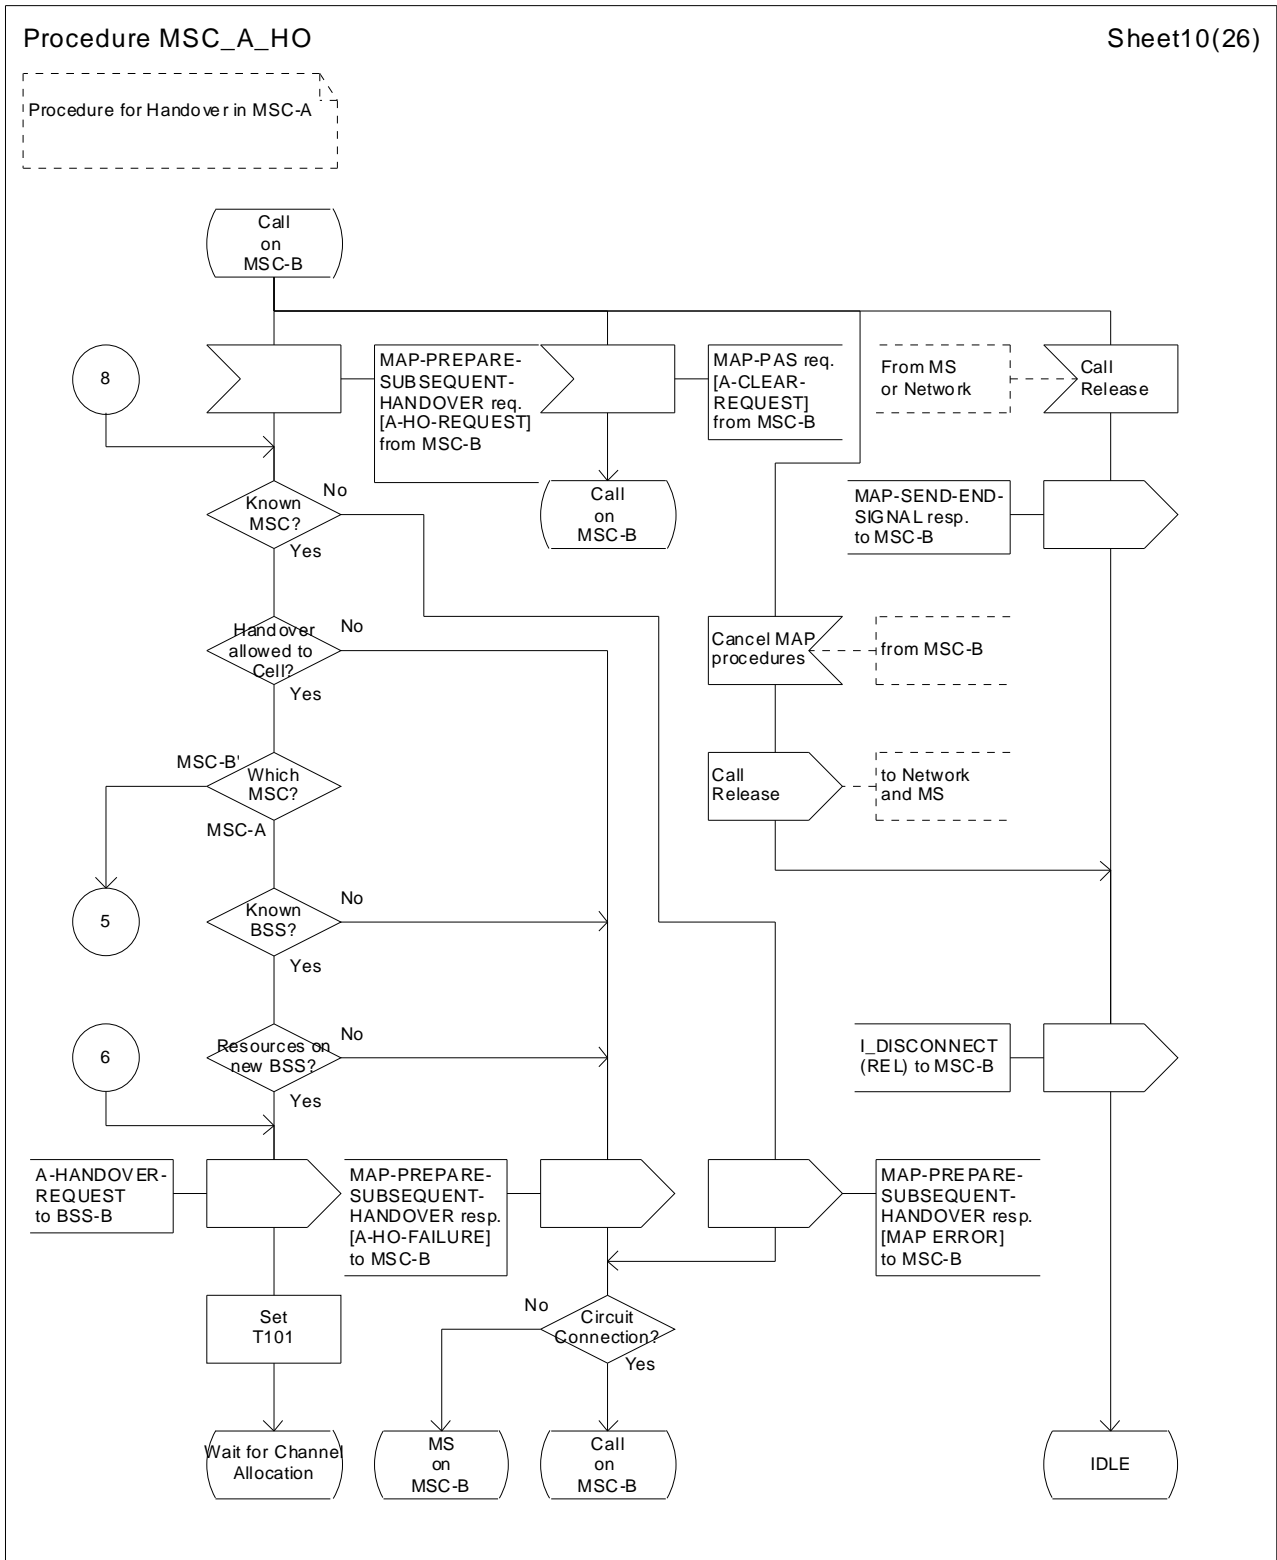 Procedure MSC_A_HO
Sheet10(26)
Procedure for Handover in MSC-A
Call
on
MSC-B
8
MAP-PREPARE-
SUBSEQUENT-
HANDOVER req.
[A-HO-REQUEST]
from MSC-B
MAP-PAS req.
[A-CLEAR-
REQUEST]
from MSC-B
From MS
or Network
Call
Release
Known
MSC?
No
Yes
Call
on
MSC-B
MAP-SEND-END-
SIGNAL resp.
to MSC-B
Handover
allowed to
Cell?
No
Yes
Cancel MAP
procedures
from MSC-B
MSC-B'
Which
MSC?
MSC-A
Call
Release
to Network
and MS
5
Known
BSS?
No
Yes
6
Resources on
new BSS?
No
Yes
I_DISCONNECT
(REL) to MSC-B
A-HANDOVER-
REQUEST
to BSS-B
MAP-PREPARE-
SUBSEQUENT-
HANDOVER resp.
[A-HO-FAILURE]
to MSC-B
MAP-PREPARE-
SUBSEQUENT-
HANDOVER resp.
[MAP ERROR]
to MSC-B
Set
T101
No
Circuit
Connection?
Yes
Wait for Channel
Allocation
MS
on
MSC-B
Call
on
MSC-B
IDLE